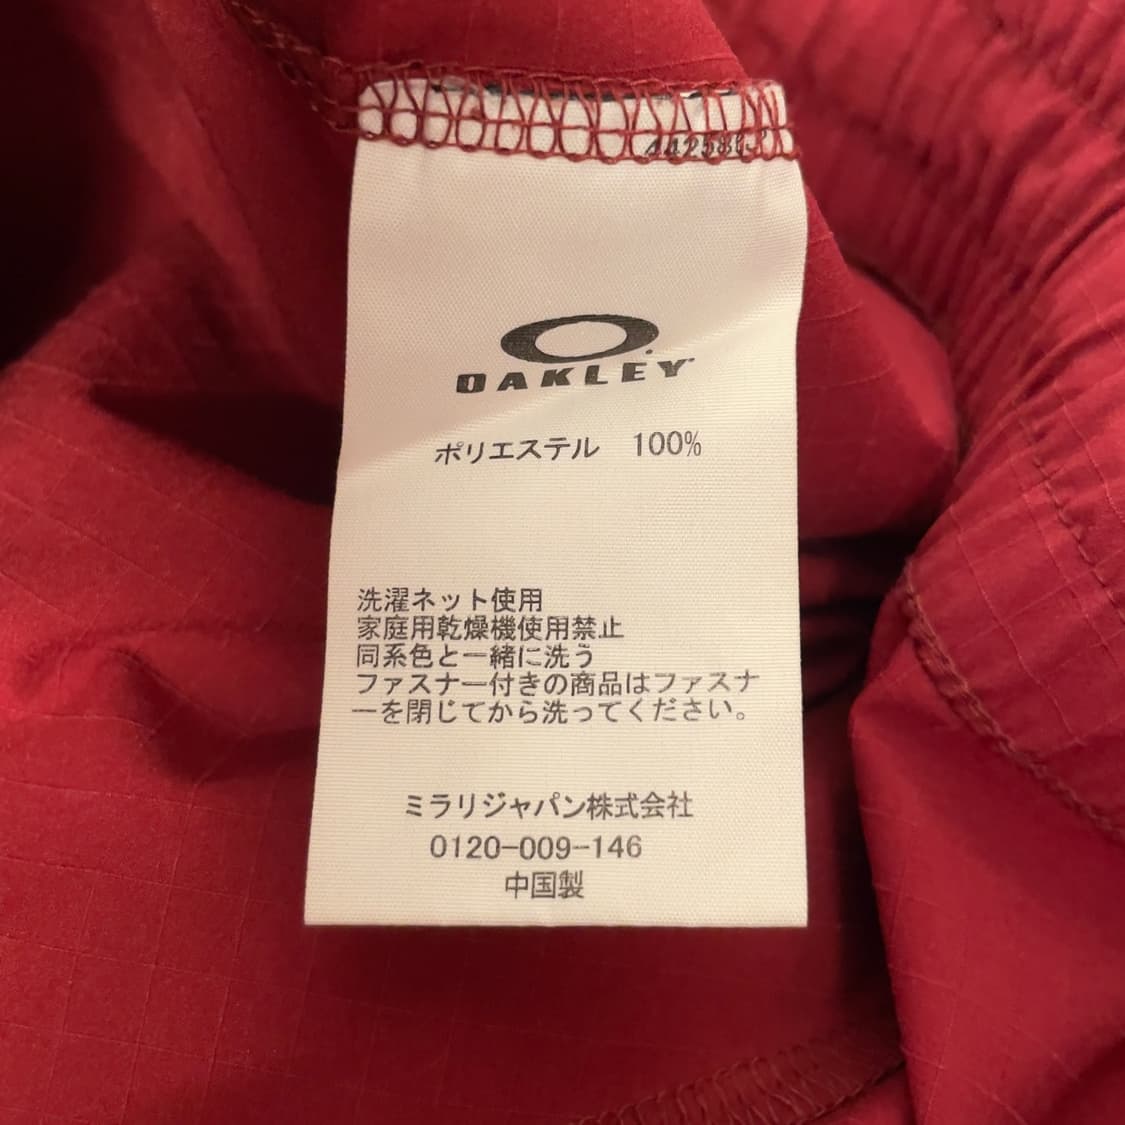 OAKLEY
ポリエステル 100%
洗濯ネット使用
家庭用乾燥機使用禁止
同系色と一緒に洗う
ファスナー付きの商品はファスナ
ーを閉じてから洗ってください。
ミラリジャパン株式会社
0120-009-146
中国製